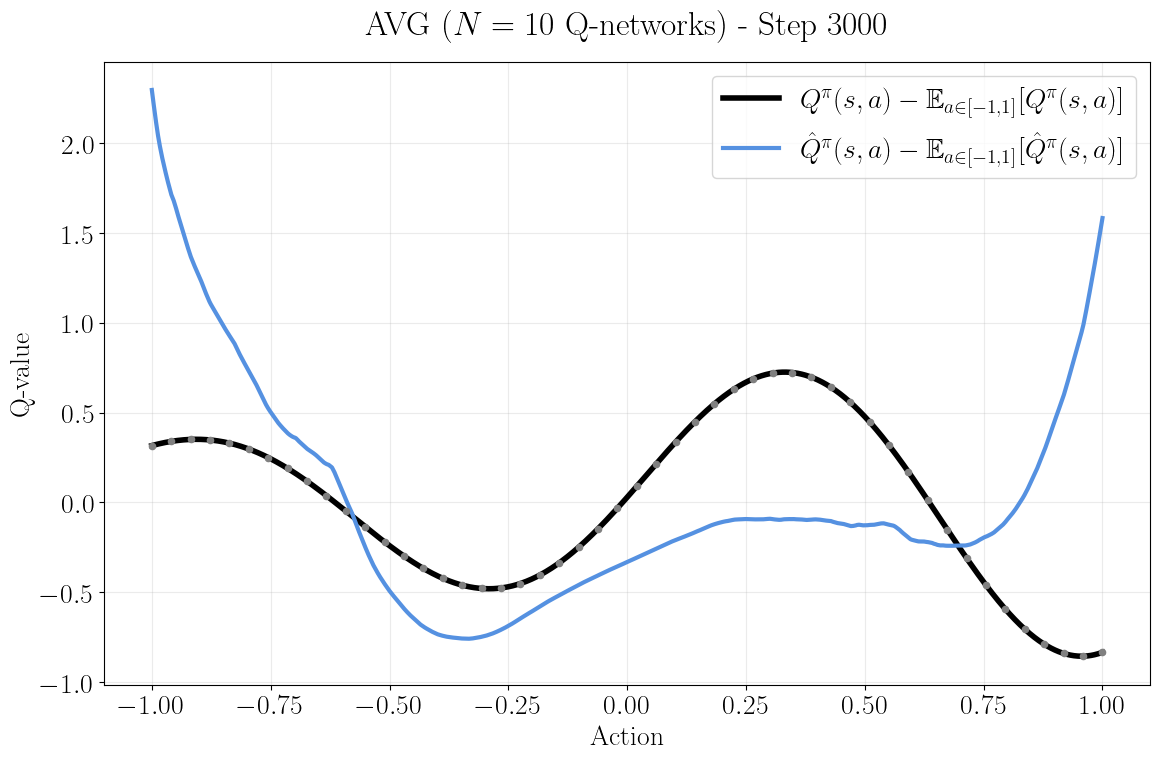 AVG (N = 10 Q-networks) - Step 3000
Q^π(s, a) − 𝔼_{a∈[−1,1]}[Q^π(s, a)]
Q̂^π(s, a) − 𝔼_{a∈[−1,1]}[Q̂^π(s, a)]
Q-value
2.0
1.5
1.0
0.5
0.0
−0.5
−1.0
−1.00 −0.75 −0.50 −0.25 0.00 0.25 0.50 0.75 1.00
Action